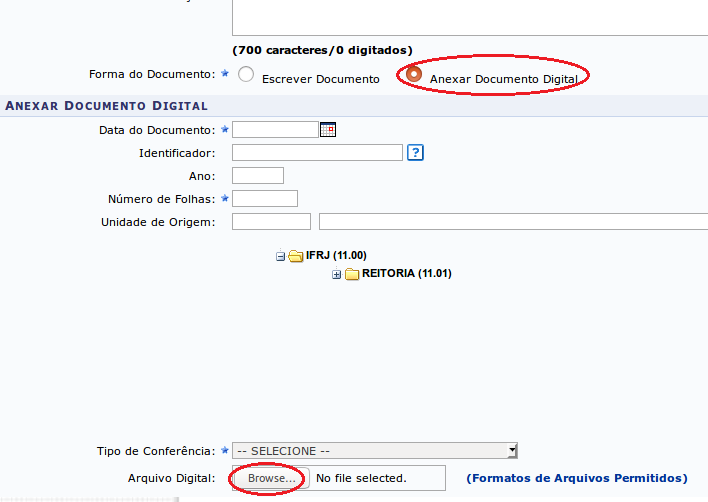 (700 caracteres/0 digitados)
Forma do Documento: Escrever Documento Anexar Documento Digital
ANEXAR DOCUMENTO DIGITAL
Data do Documento:
Identificador: ?
Ano:
Número de Folhas:
Unidade de Origem:
IFRJ (11.00)
REITORIA (11.01)
Tipo de Conferência: -- SELECIONE --
Arquivo Digital: Browse... No file selected. (Formatos de Arquivos Permitidos)